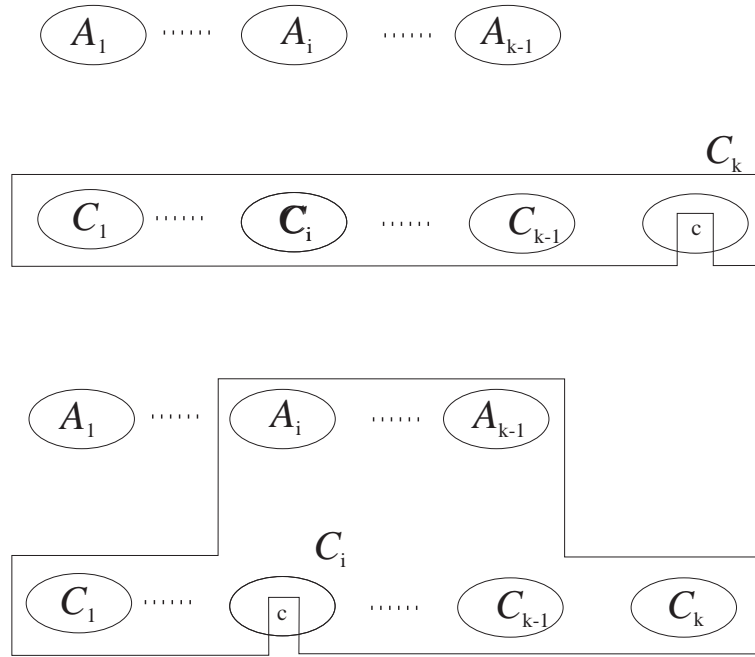 A₁ ...... Aᵢ ...... Aₖ₋₁
Cₖ
C₁ ...... Cᵢ ...... Cₖ₋₁ c
A₁ ...... Aᵢ ...... Aₖ₋₁
Cᵢ
C₁ ...... c ...... Cₖ₋₁ Cₖ